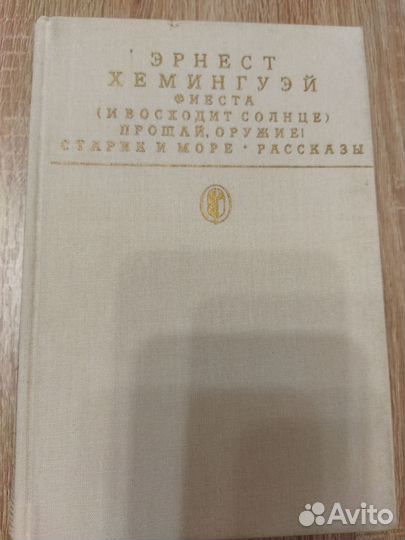 ЭРНЕСТ
ХЕМИНГУЭЙ
ФИЕСТА
(И ВОСХОДИТ СОЛНЦЕ)
ПРОЩАЙ, ОРУЖИЕ!
СТАРИК И МОРЕ • РАССКАЗЫ
Avito